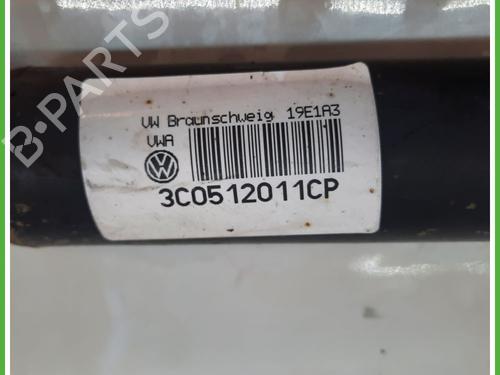 B-PARTS
VW Braunschweig 19E1A3
VWA
3C0512011CP